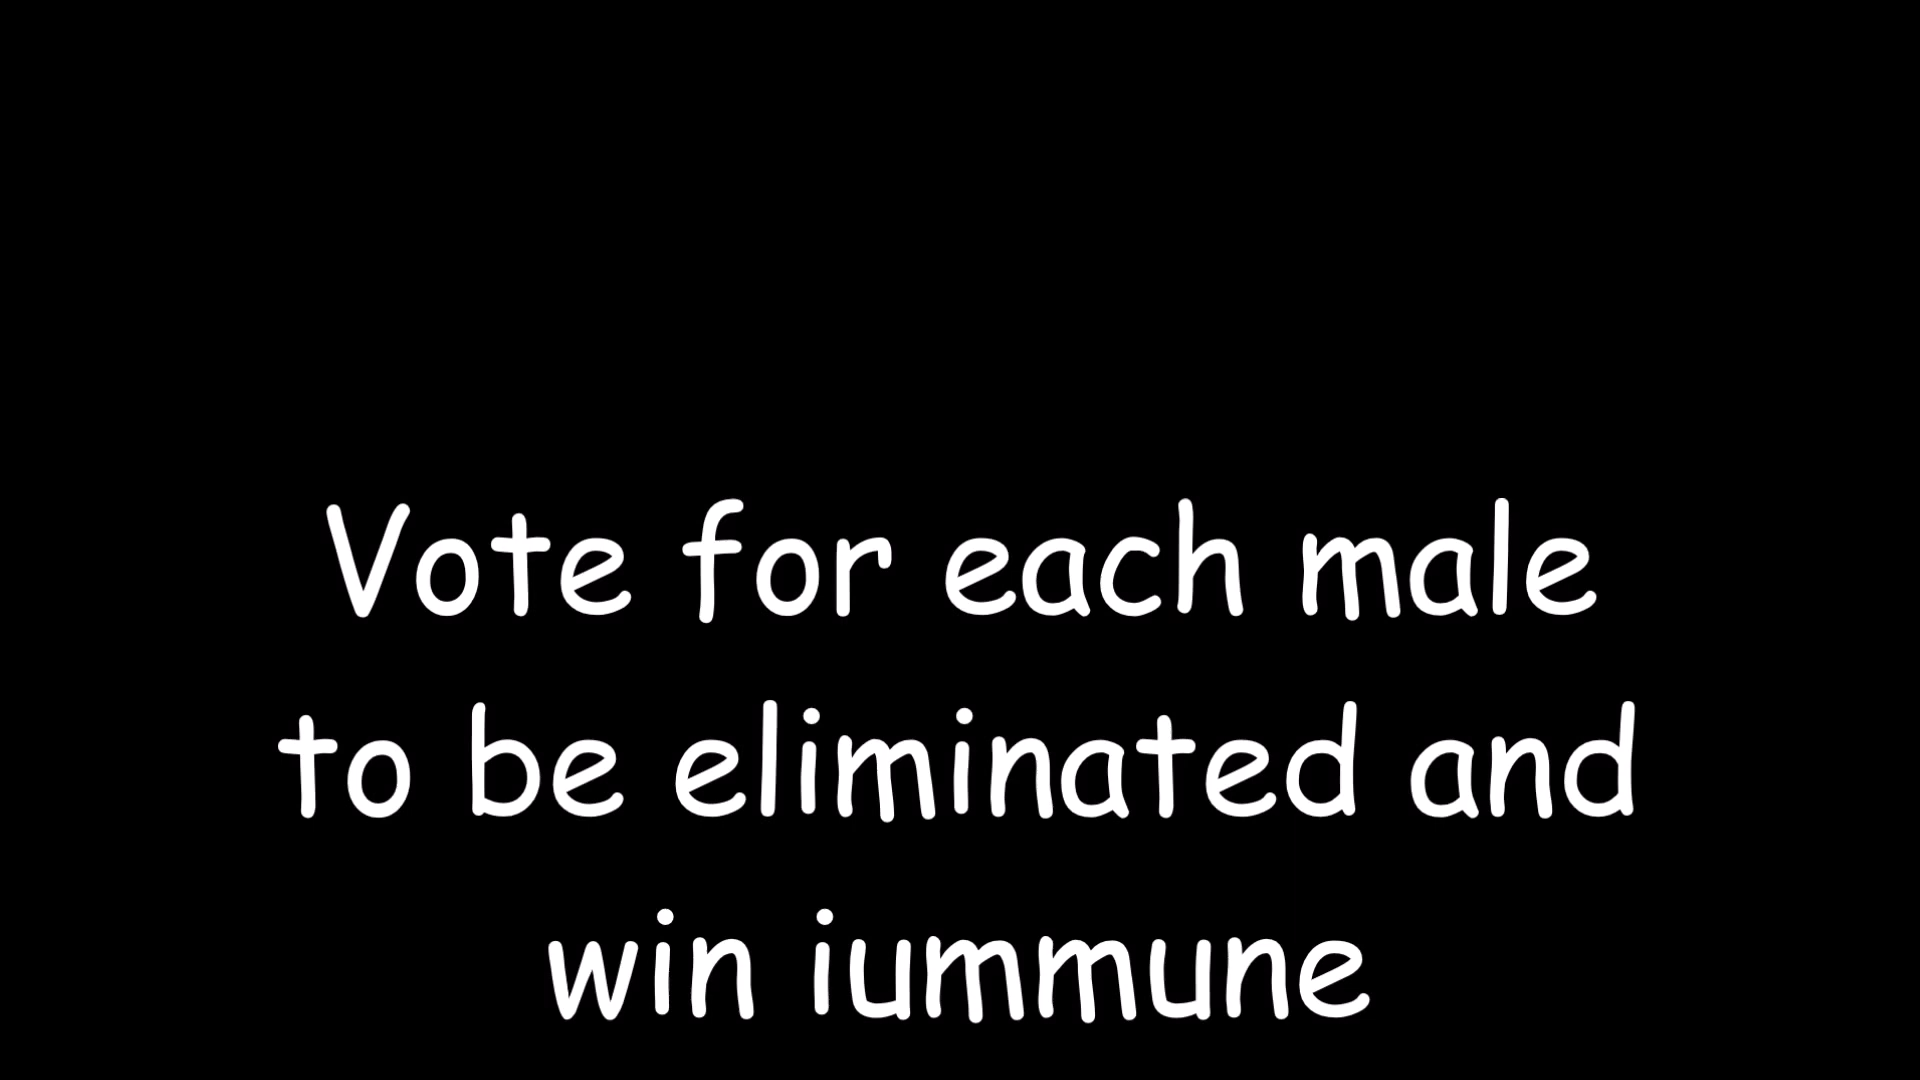 Vote for each male
to be eliminated and
win iummune